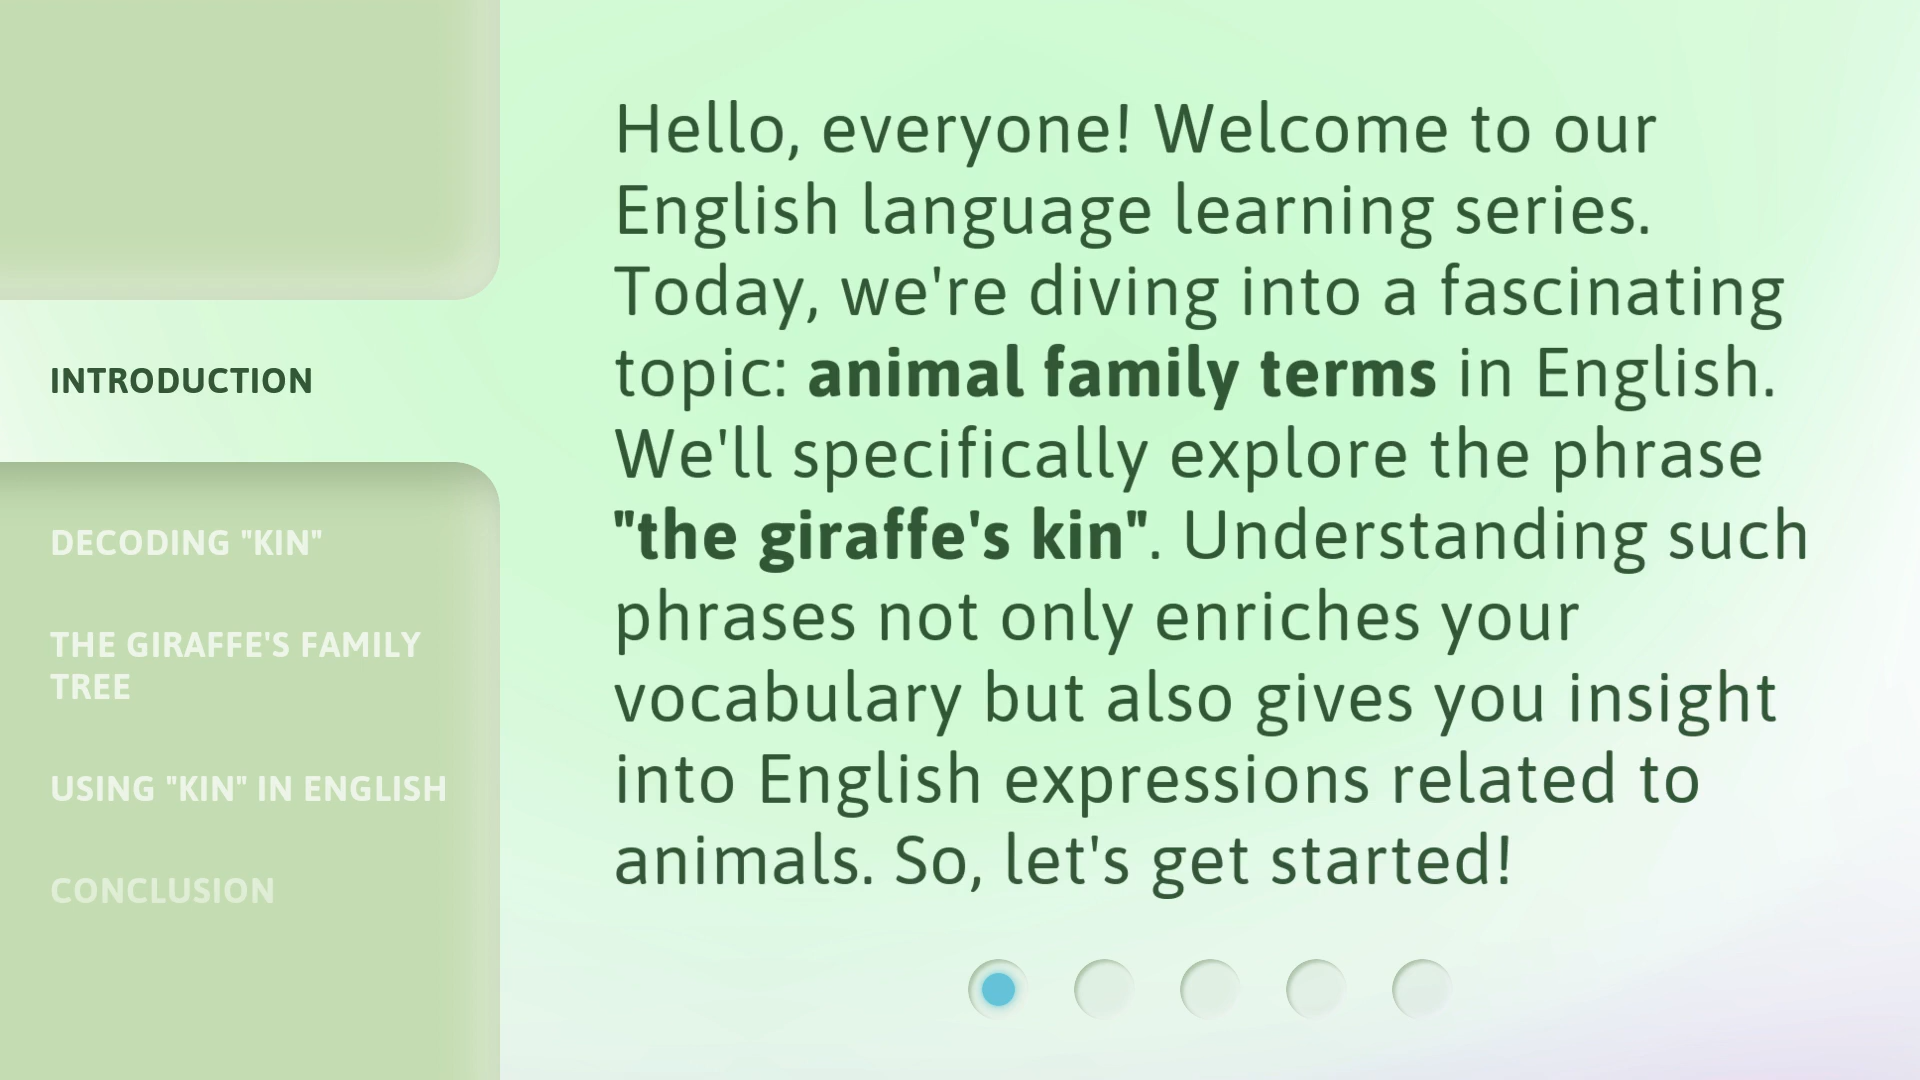 INTRODUCTION
DECODING "KIN"
THE GIRAFFE'S FAMILY
TREE
USING "KIN" IN ENGLISH
CONCLUSION
Hello, everyone! Welcome to our
English language learning series.
Today, we're diving into a fascinating
topic: animal family terms in English.
We'll specifically explore the phrase
"the giraffe's kin". Understanding such
phrases not only enriches your
vocabulary but also gives you insight
into English expressions related to
animals. So, let's get started!